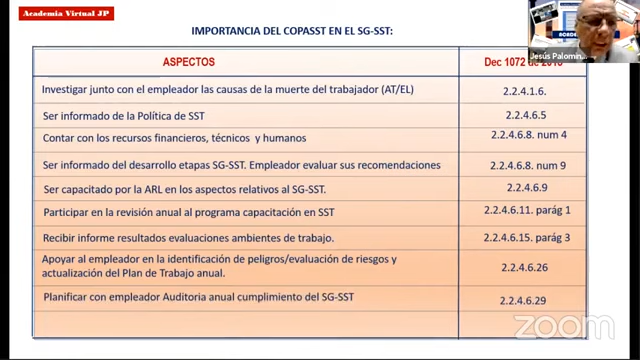 Academia Virtual JP
IMPORTANCIA DEL COPASST EN EL SG-SST:
ASPECTOS
Dec 1072 de
Investigar junto con el empleador las causas de la muerte del trabajador (AT/EL)
2.2.4.1.6.
Ser informado de la Política de SST
2.2.4.6.5
Contar con los recursos financieros, técnicos y humanos
2.2.4.6.8. num 4
Ser informado del desarrollo etapas SG-SST. Empleador evaluar sus recomendaciones
2.2.4.6.8. num 9
Ser capacitado por la ARL en los aspectos relativos al SG-SST.
2.2.4.6.9
Participar en la revisión anual al programa capacitación en SST
2.2.4.6.11. parág 1
Recibir informe resultados evaluaciones ambientes de trabajo.
2.2.4.6.15. parág 3
Apoyar al empleador en la identificación de peligros/evaluación de riesgos y
actualización del Plan de Trabajo anual.
2.2.4.6.26
Planificar con empleador Auditoria anual cumplimiento del SG-SST
2.2.4.6.29
Jesús Palomin...
zoom